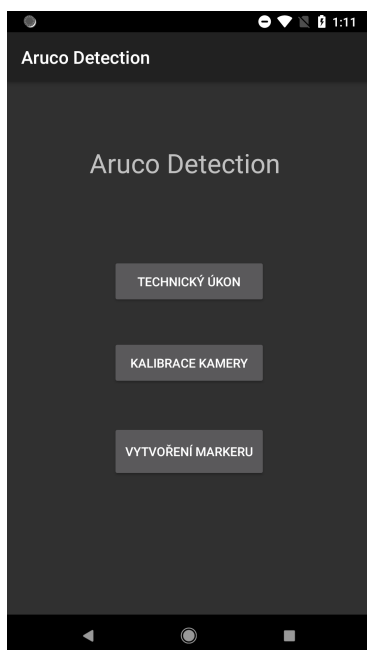 1:11
Aruco Detection
Aruco Detection
TECHNICKÝ ÚKON
KALIBRACE KAMERY
VYTVOŘENÍ MARKERU